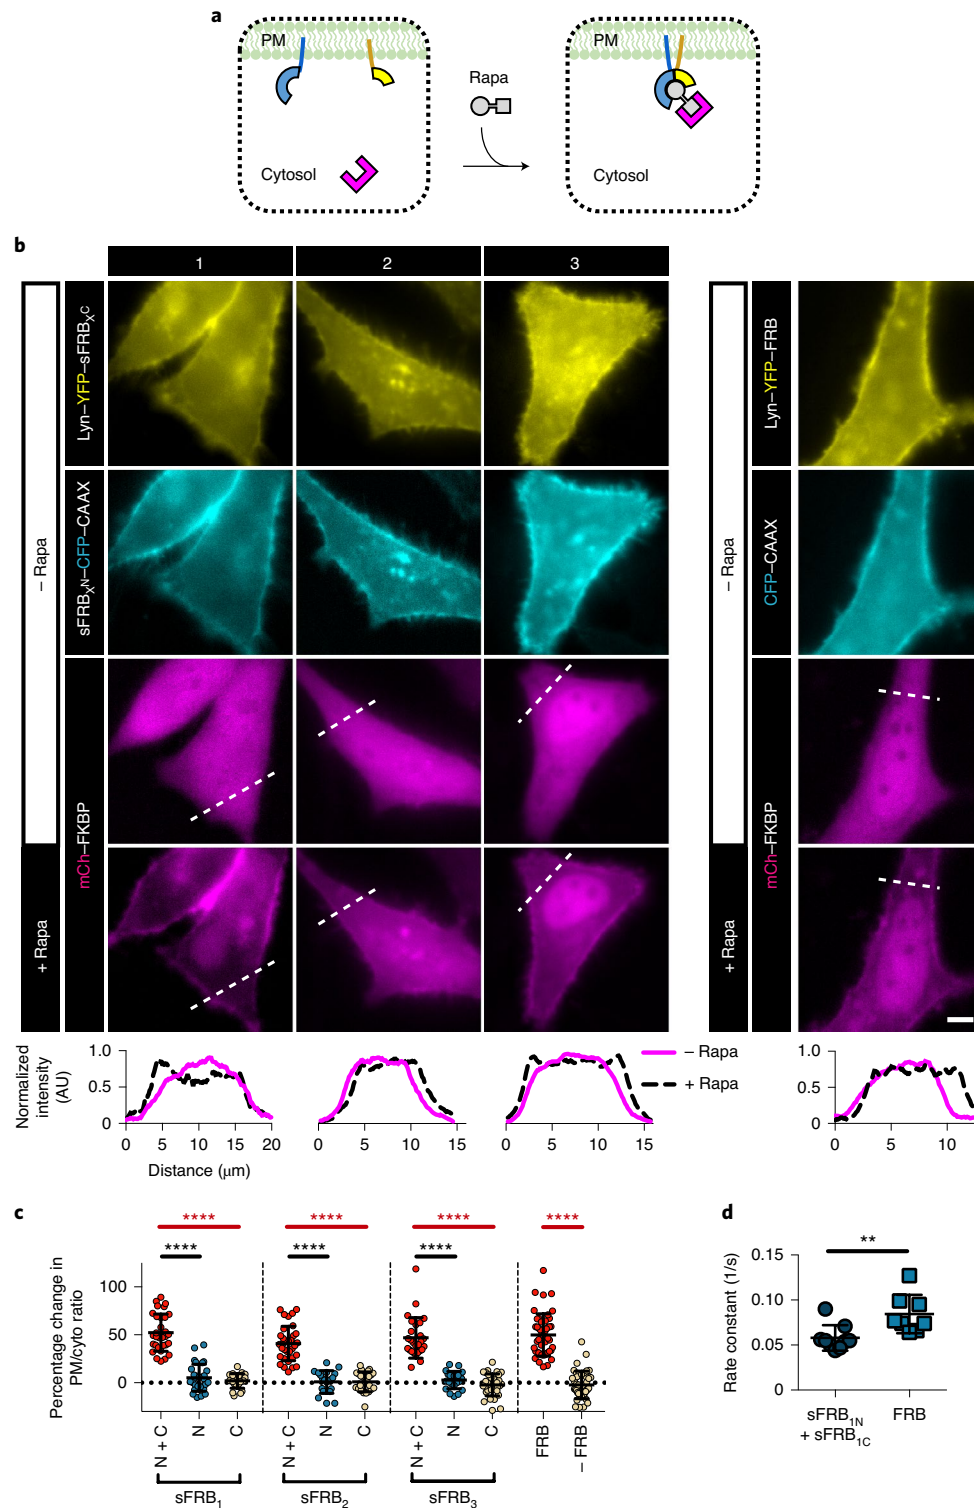 a
PM
PM
Rapa
Cytosol
Cytosol
b
1
2
3
– Rapa
Lyn–YFP–sFRBXC
sFRBXN–CFP–CAAX
mCh–FKBP
+ Rapa
– Rapa
Lyn–YFP–FRB
CFP–CAAX
mCh–FKBP
+ Rapa
Normalized
intensity
(AU)
1.0
0.5
0
0 5 10 15 20
0 5 10 15
0 5 10 15
Distance (μm)
– Rapa
+ Rapa
1.0
0.5
0
0 5 10
c
Percentage change in
PM/cyto ratio
100
50
0
**** **** **** ****
**** **** ****
N + C N C N + C N C N + C N C FRB – FRB
sFRB1 sFRB2 sFRB3
d
**
Rate constant (1/s)
0.15
0.10
0.05
0
sFRB1N
+ sFRB1C
FRB